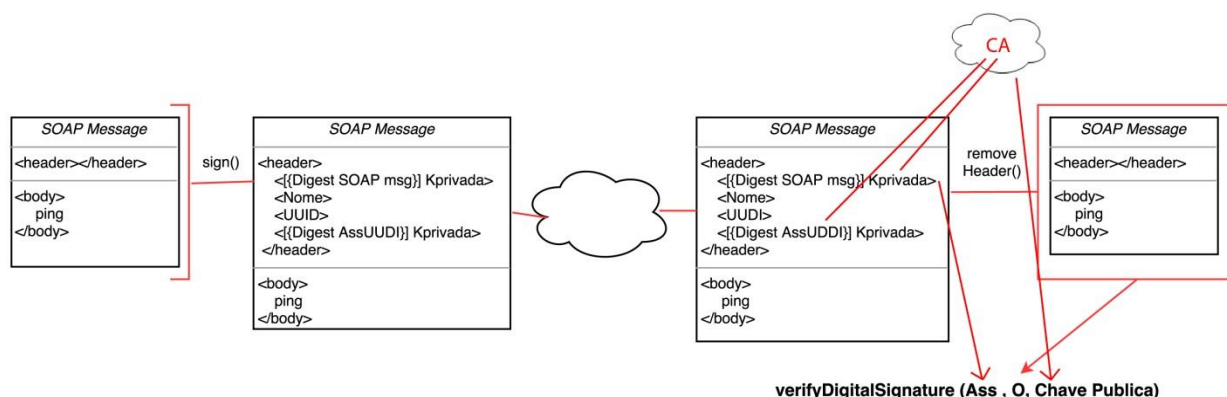 CA
SOAP Message
<header></header>
<body>
ping
</body>
sign()
SOAP Message
<header>
<[{Digest SOAP msg}] Kprivada>
<Nome>
<UUID>
<[{Digest AssUUDI}] Kprivada>
</header>
<body>
ping
</body>
SOAP Message
<header>
<[{Digest SOAP msg}] Kprivada>
<Nome>
<UUDI>
<[{Digest AssUDDI}] Kprivada>
</header>
<body>
ping
</body>
remove
Header()
SOAP Message
<header></header>
<body>
ping
</body>
verifyDigitalSignature (Ass , O, Chave Publica)